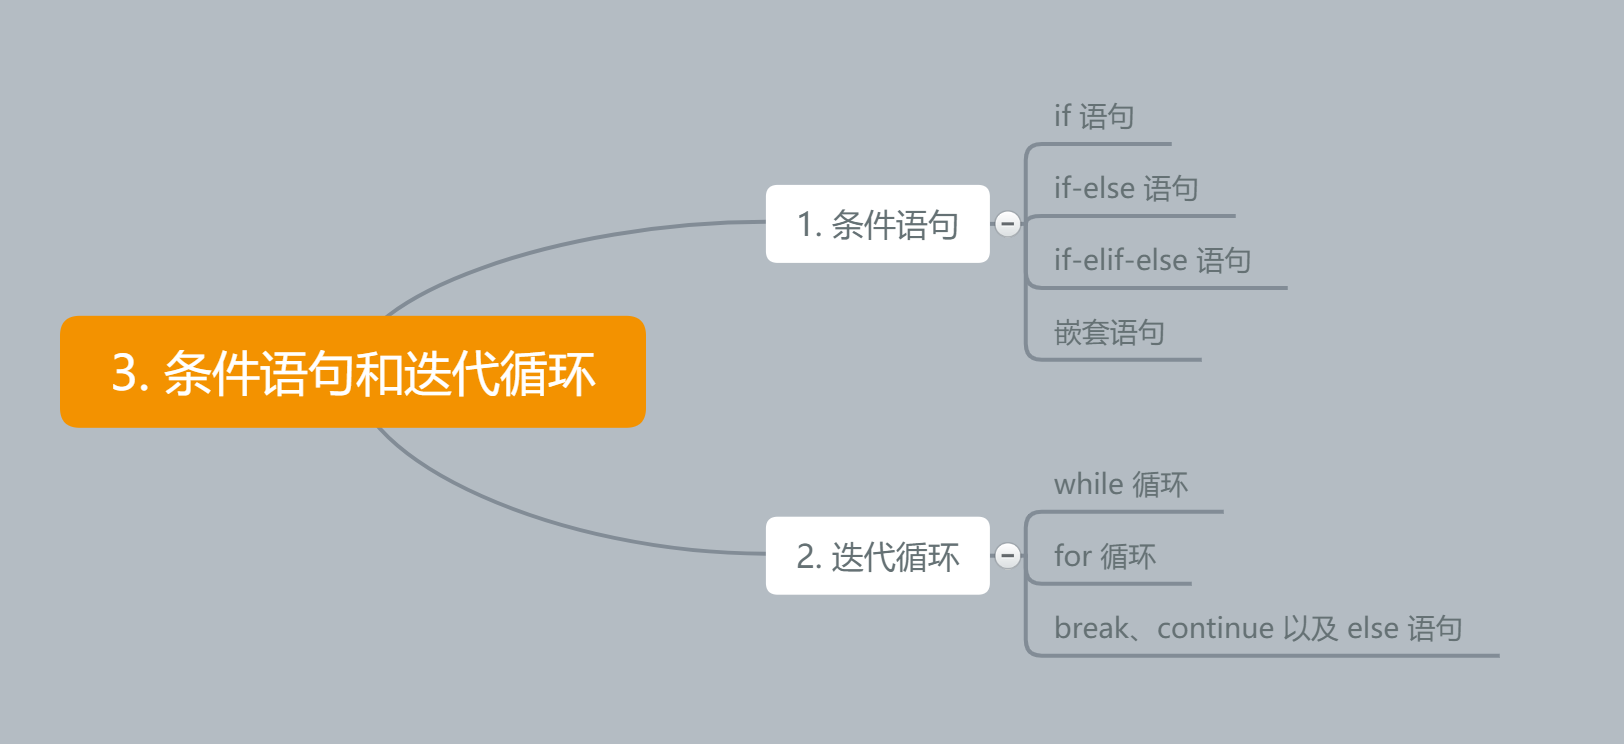 3. 条件语句和迭代循环
1. 条件语句
if 语句
if-else 语句
if-elif-else 语句
嵌套语句
2. 迭代循环
while 循环
for 循环
break、continue 以及 else 语句